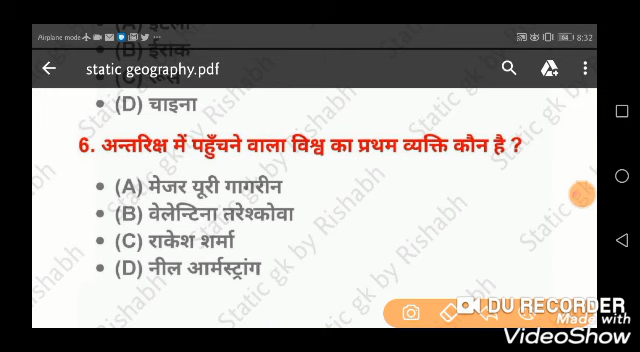 (A) इटली
Airplane mode 8:32
(B) ईराक
static geography.pdf
(D) चाइना
6. अन्तरिक्ष में पहुँचने वाला विश्व का प्रथम व्यक्ति कौन है ?
(A) मेजर यूरी गागरीन
(B) वेलेन्टिना तरेश्कोवा
(C) राकेश शर्मा
(D) नील आर्मस्ट्रांग
Static gk by Rishabh
DU RECORDER
Made with
VideoShow